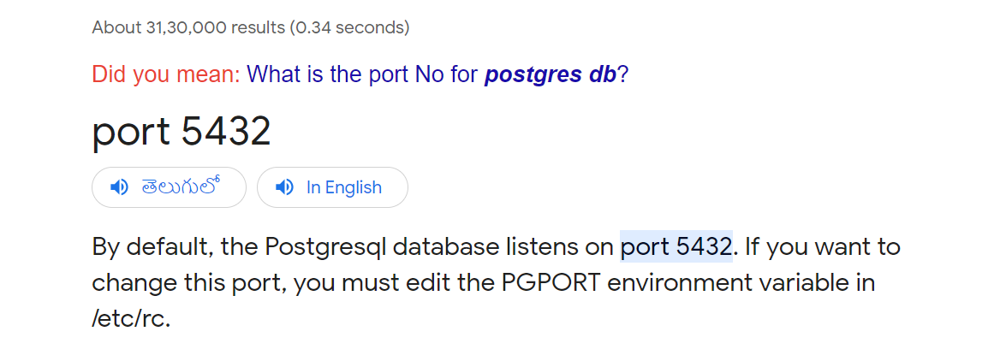 About 31,30,000 results (0.34 seconds)
Did you mean: What is the port No for postgres db?
port 5432
తెలుగులో
In English
By default, the Postgresql database listens on port 5432. If you want to
change this port, you must edit the PGPORT environment variable in
/etc/rc.